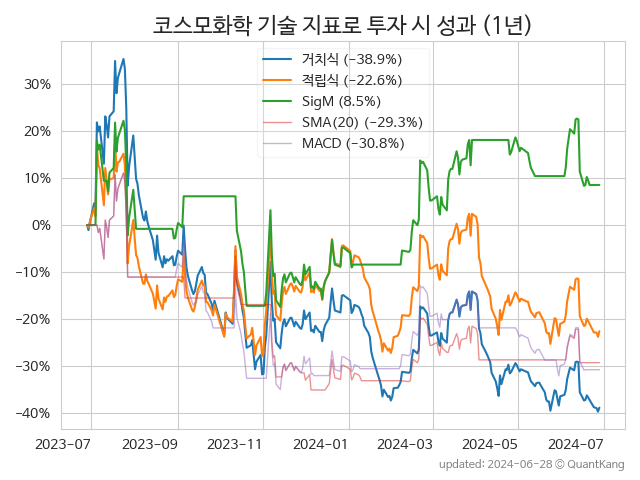 코스모화학 기술 지표로 투자 시 성과 (1년)
거치식 (−38.9%)
적립식 (−22.6%)
SigM (8.5%)
SMA(20) (−29.3%)
MACD (−30.8%)
30%
20%
10%
0%
−10%
−20%
−30%
−40%
2023-07 2023-09 2023-11 2024-01 2024-03 2024-05 2024-07
updated: 2024-06-28 © QuantKang